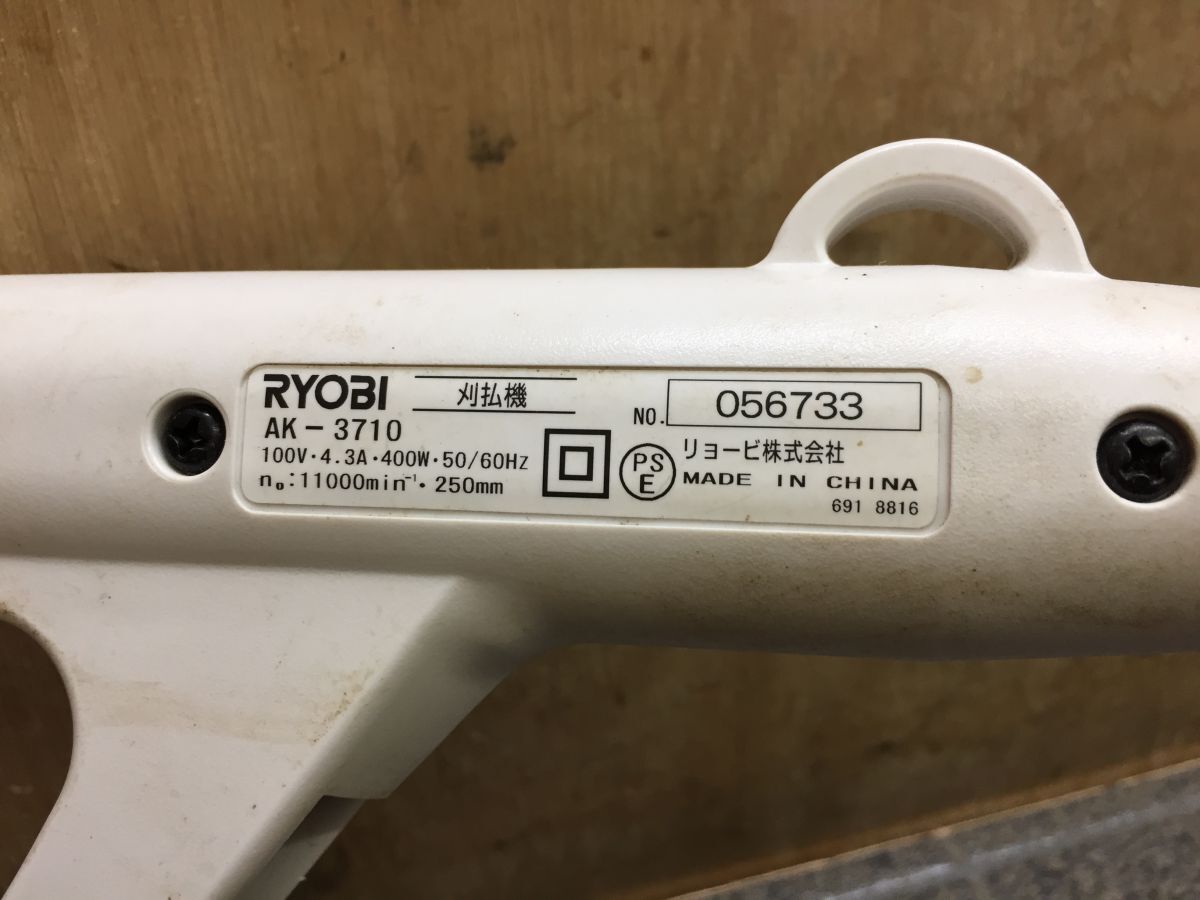 RYOBI 刈払機
AK-3710
100V・4.3A・400W・50/60Hz
n₀:11000min⁻¹・250mm
PS
E
NO. 056733
リョービ株式会社
MADE IN CHINA
691 8816